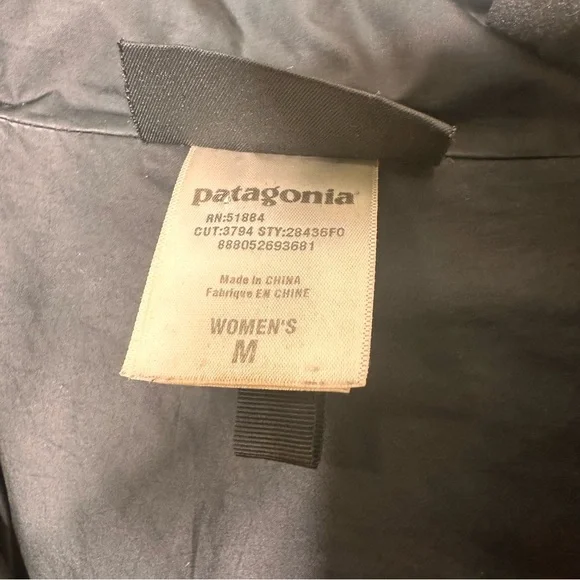 patagonia
RN:51884
CUT:3794 STY:28436FO
888052693681
Made in CHINA
Fabriqué EN CHINE
WOMEN'S
M